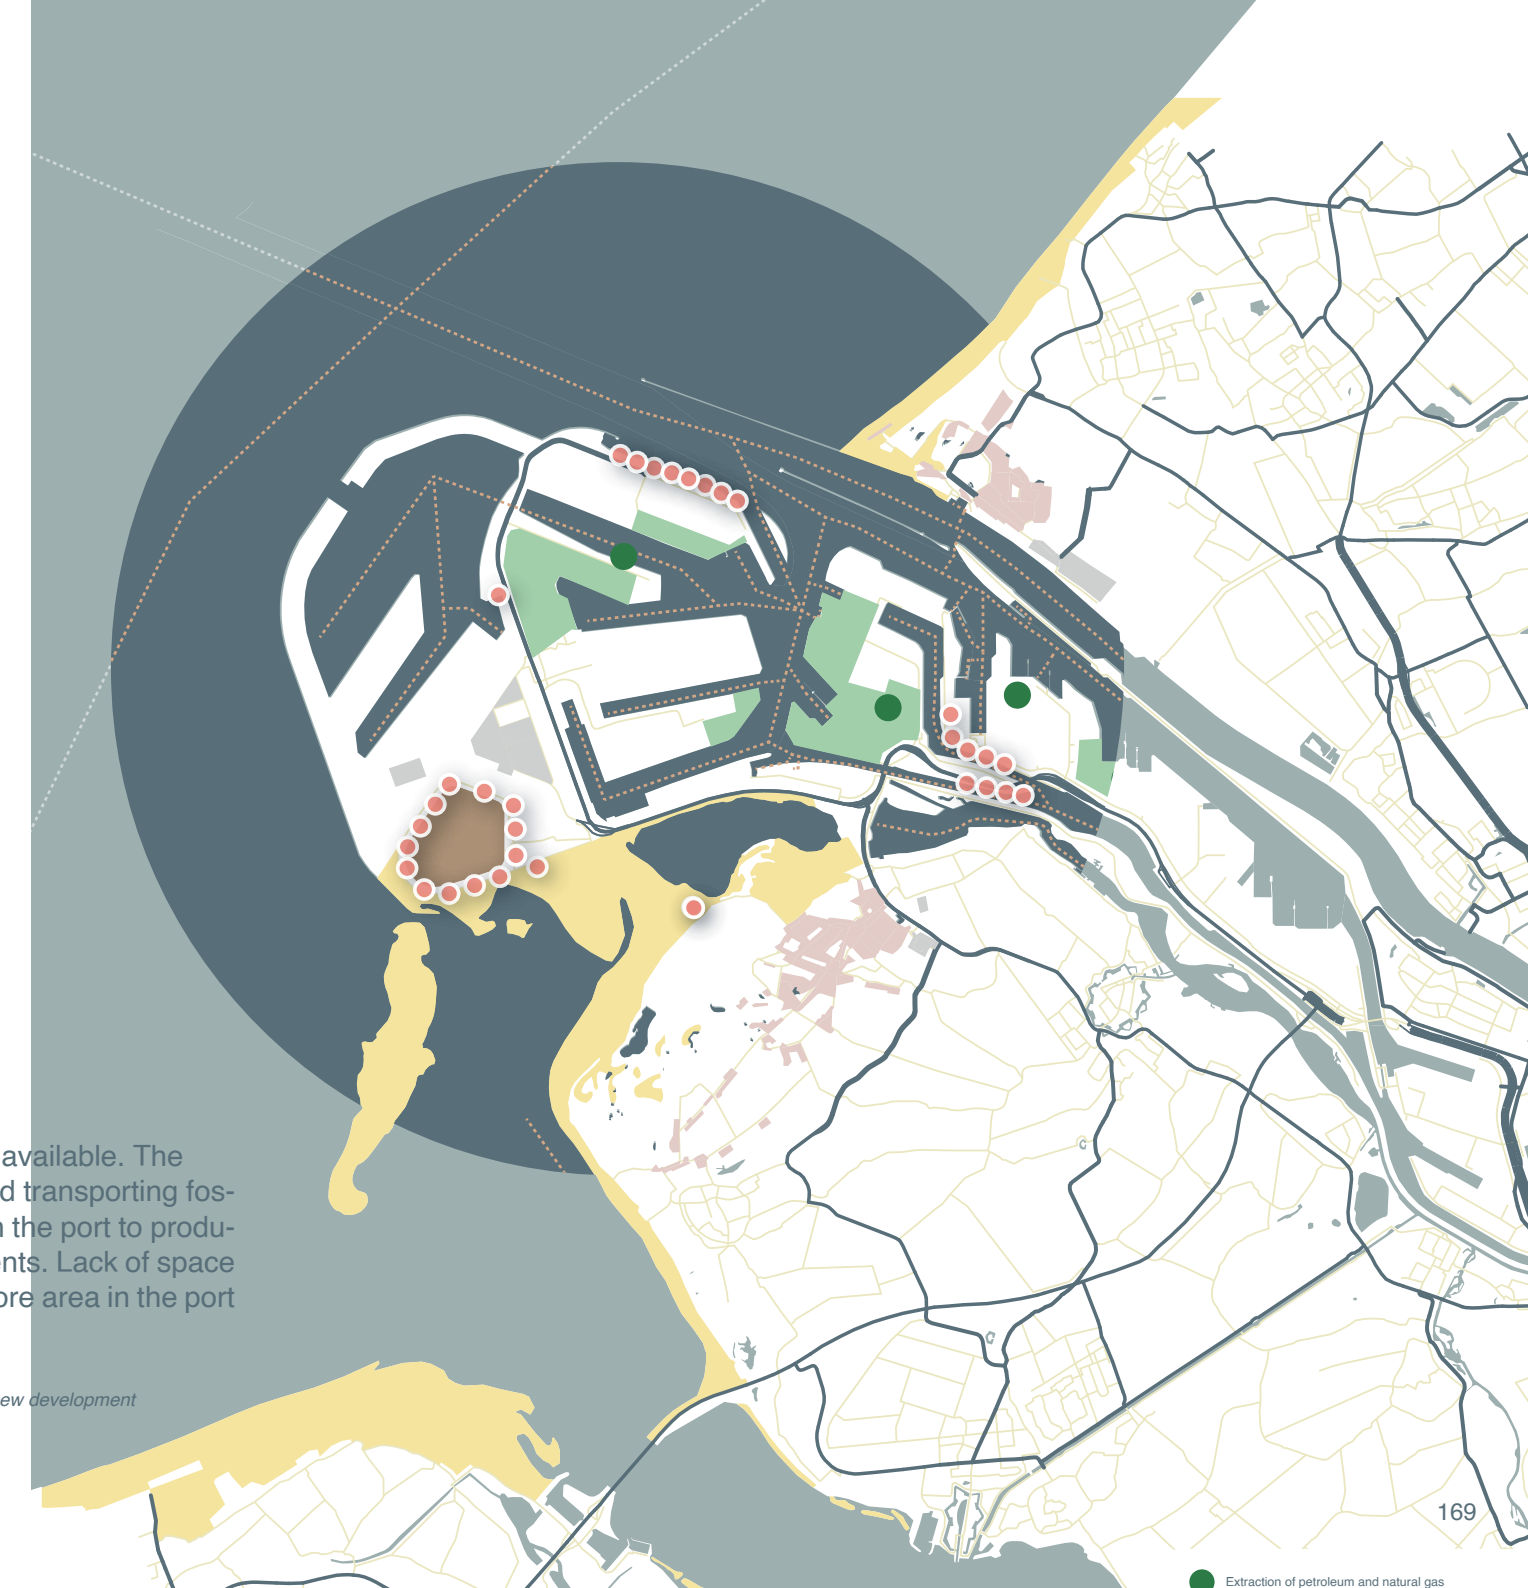 available. The
d transporting fos-
n the port to produ-
nts. Lack of space
ore area in the port
ew development
169
Extraction of petroleum and natural gas